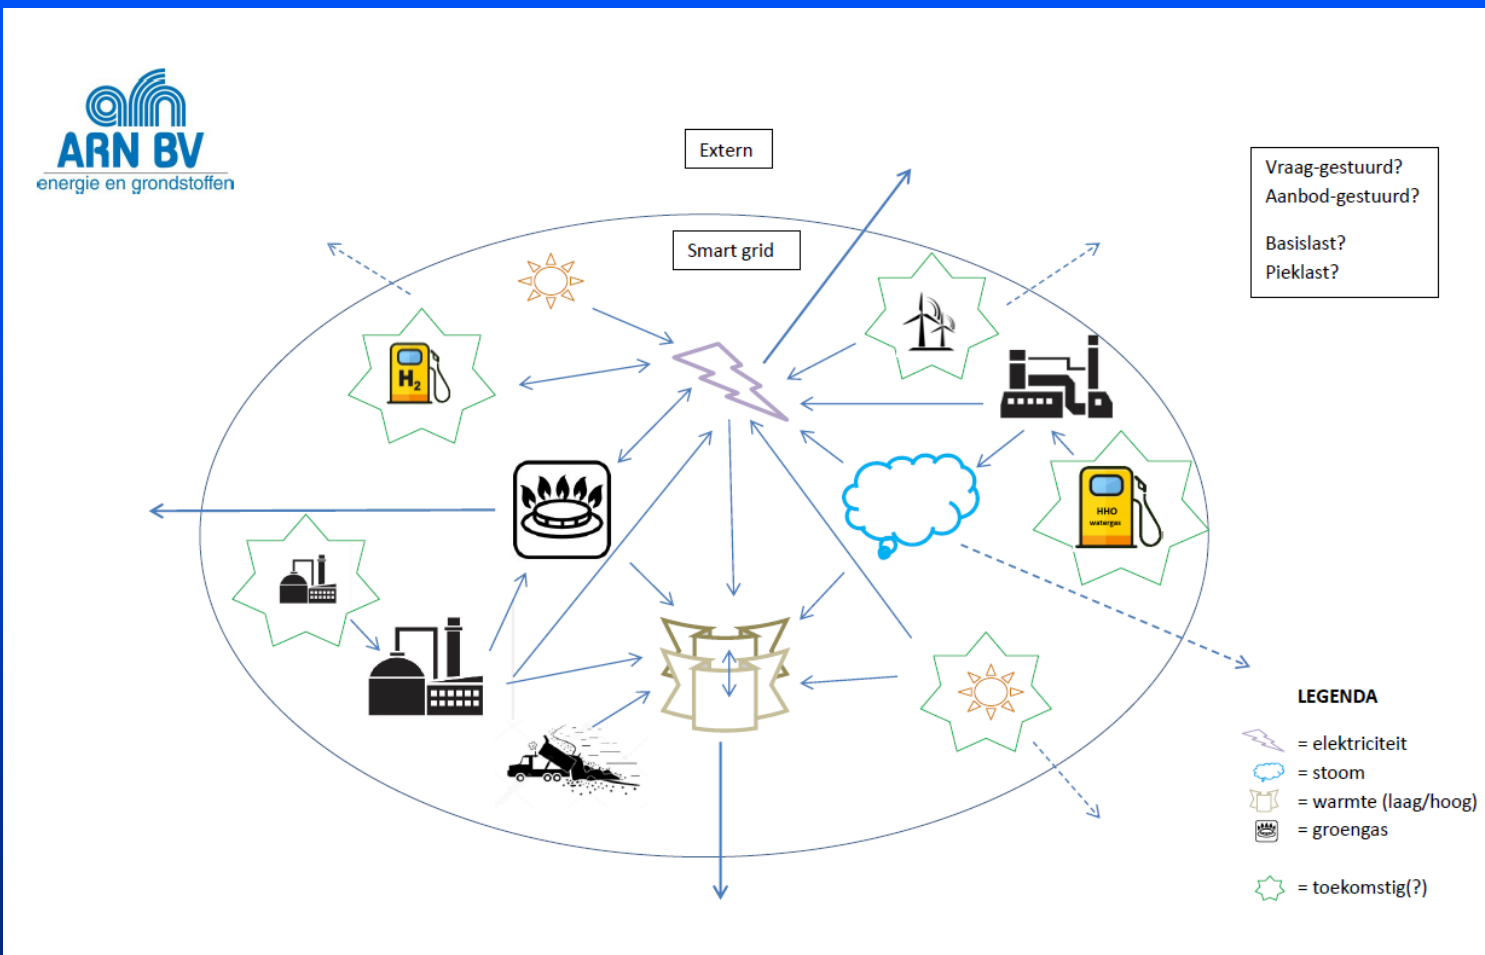 arn
ARN BV
energie en grondstoffen
Extern
Vraag-gestuurd?
Aanbod-gestuurd?
Basislast?
Pieklast?
Smart grid
H2
HHO
watergas
LEGENDA
= elektriciteit
= stoom
= warmte (laag/hoog)
= groengas
= toekomstig(?)